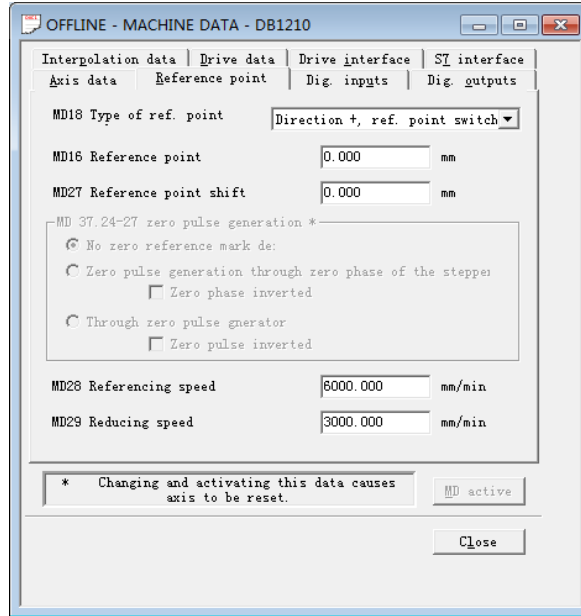 OFFLINE - MACHINE DATA - DB1210
Interpolation data Drive data Drive interface ST interface
Axis data Reference point Dig. inputs Dig. outputs
MD18 Type of ref. point Direction +, ref. point switch
MD16 Reference point 0.000 mm
MD27 Reference point shift 0.000 mm
MD 37.24-27 zero pulse generation *
No zero reference mark de:
Zero pulse generation through zero phase of the stepper
Zero phase inverted
Through zero pulse gnerator
Zero pulse inverted
MD28 Referencing speed 6000.000 mm/min
MD29 Reducing speed 3000.000 mm/min
* Changing and activating this data causes
axis to be reset.
MD active
Close